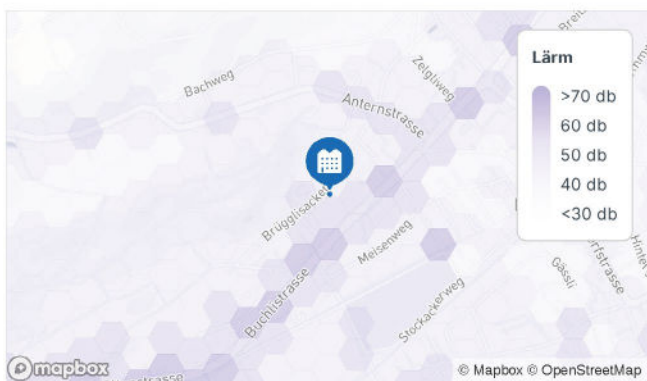 Lärm
>70 db
60 db
50 db
40 db
<30 db
Zelgliweg
Bachweg
Anternstrasse
Brügglisacker
Meisenweg
Buchlistrasse
Gässli
Stockackerweg
mapbox
© Mapbox © OpenStreetMap